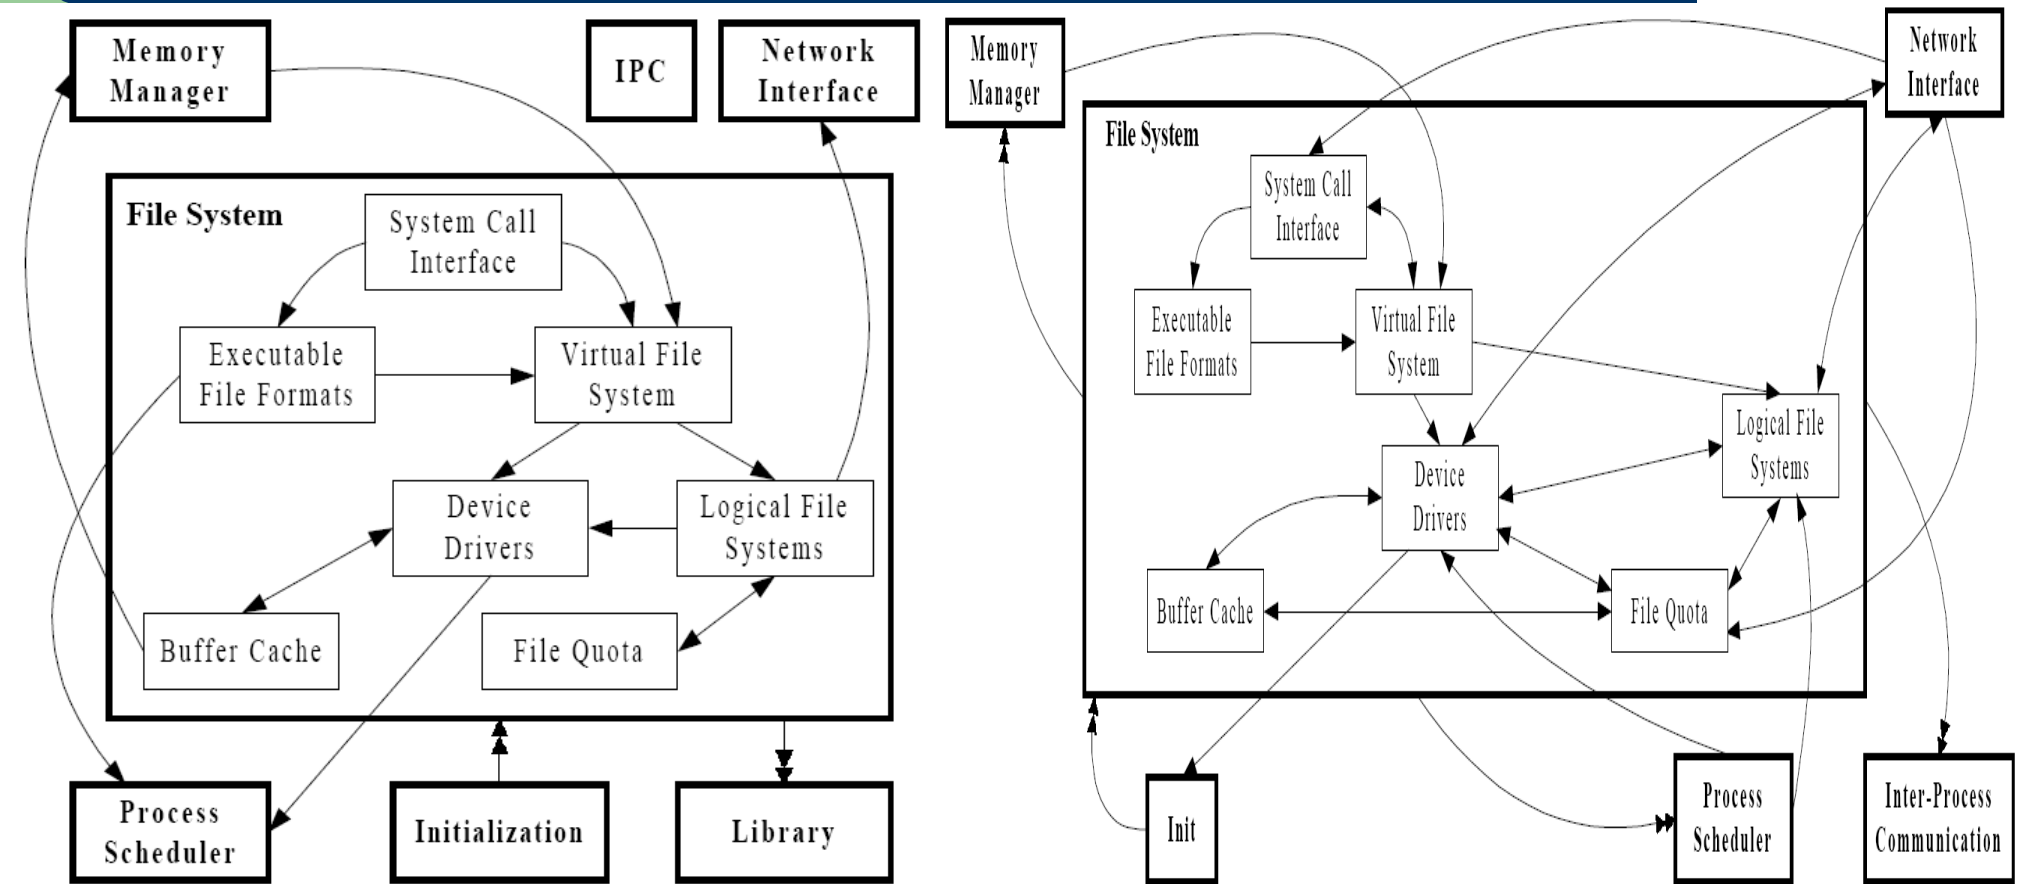 Memory
Manager
IPC
Network
Interface
File System
System Call
Interface
Executable
File Formats
Virtual File
System
Device
Drivers
Logical File
Systems
Buffer Cache
File Quota
Process
Scheduler
Initialization
Library
Memory
Manager
Network
Interface
File System
System Call
Interface
Executable
File Formats
Virtual File
System
Logical File
Systems
Device
Drivers
Buffer Cache
File Quota
Init
Process
Scheduler
Inter-Process
Communication